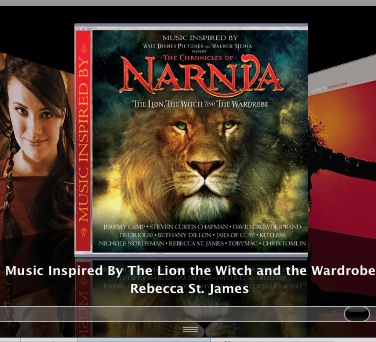 MUSIC INSPIRED BY
MUSIC INSPIRED BY
WALT DISNEY PICTURES AND WALDEN MEDIA
PRESENT
THE CHRONICLES OF
NARNIA
THE LION, THE WITCH AND THE WARDROBE
JEREMY CAMP • STEVEN CURTIS CHAPMAN • DAVID CROWDER*BAND
DELIRIOUS? • BETHANY DILLON • JARS OF CLAY • KUTLESS
NICHOLE NORDEMAN • REBECCA ST. JAMES • TOBYMAC • CHRIS TOMLIN
Music Inspired By The Lion the Witch and the Wardrobe
Rebecca St. James